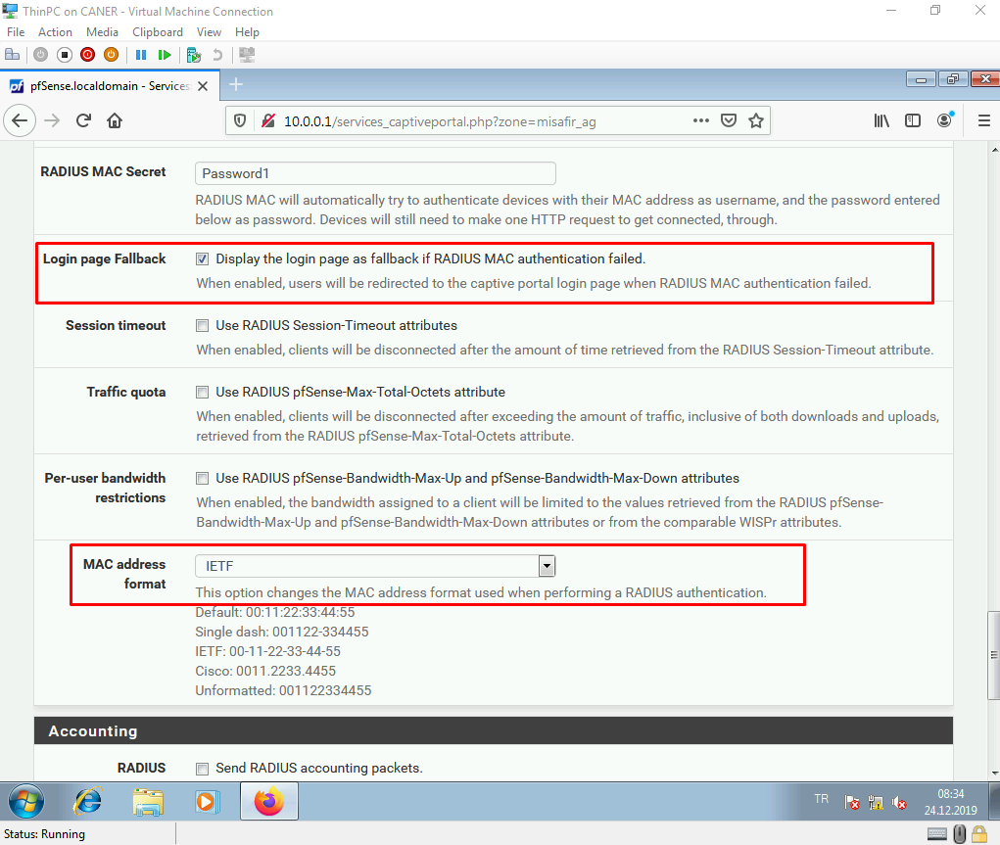 ThinPC on CANER - Virtual Machine Connection
File Action Media Clipboard View Help
pfSense.localdomain - Services:
10.0.0.1/services_captiveportal.php?zone=misafir_ag
RADIUS MAC Secret
Password1
RADIUS MAC will automatically try to authenticate devices with their MAC address as username, and the password entered
below as password. Devices will still need to make one HTTP request to get connected, through.
Login page Fallback
Display the login page as fallback if RADIUS MAC authentication failed.
When enabled, users will be redirected to the captive portal login page when RADIUS MAC authentication failed.
Session timeout
Use RADIUS Session-Timeout attributes
When enabled, clients will be disconnected after the amount of time retrieved from the RADIUS Session-Timeout attribute.
Traffic quota
Use RADIUS pfSense-Max-Total-Octets attribute
When enabled, clients will be disconnected after exceeding the amount of traffic, inclusive of both downloads and uploads,
retrieved from the RADIUS pfSense-Max-Total-Octets attribute.
Per-user bandwidth
restrictions
Use RADIUS pfSense-Bandwidth-Max-Up and pfSense-Bandwidth-Max-Down attributes
When enabled, the bandwidth assigned to a client will be limited to the values retrieved from the RADIUS pfSense-
Bandwidth-Max-Up and pfSense-Bandwidth-Max-Down attributes or from the comparable WISPr attributes.
MAC address
format
IETF
This option changes the MAC address format used when performing a RADIUS authentication.
Default: 00:11:22:33:44:55
Single dash: 001122-334455
IETF: 00-11-22-33-44-55
Cisco: 0011.2233.4455
Unformatted: 001122334455
Accounting
RADIUS
Send RADIUS accounting packets.
TR
08:34
24.12.2019
Status: Running